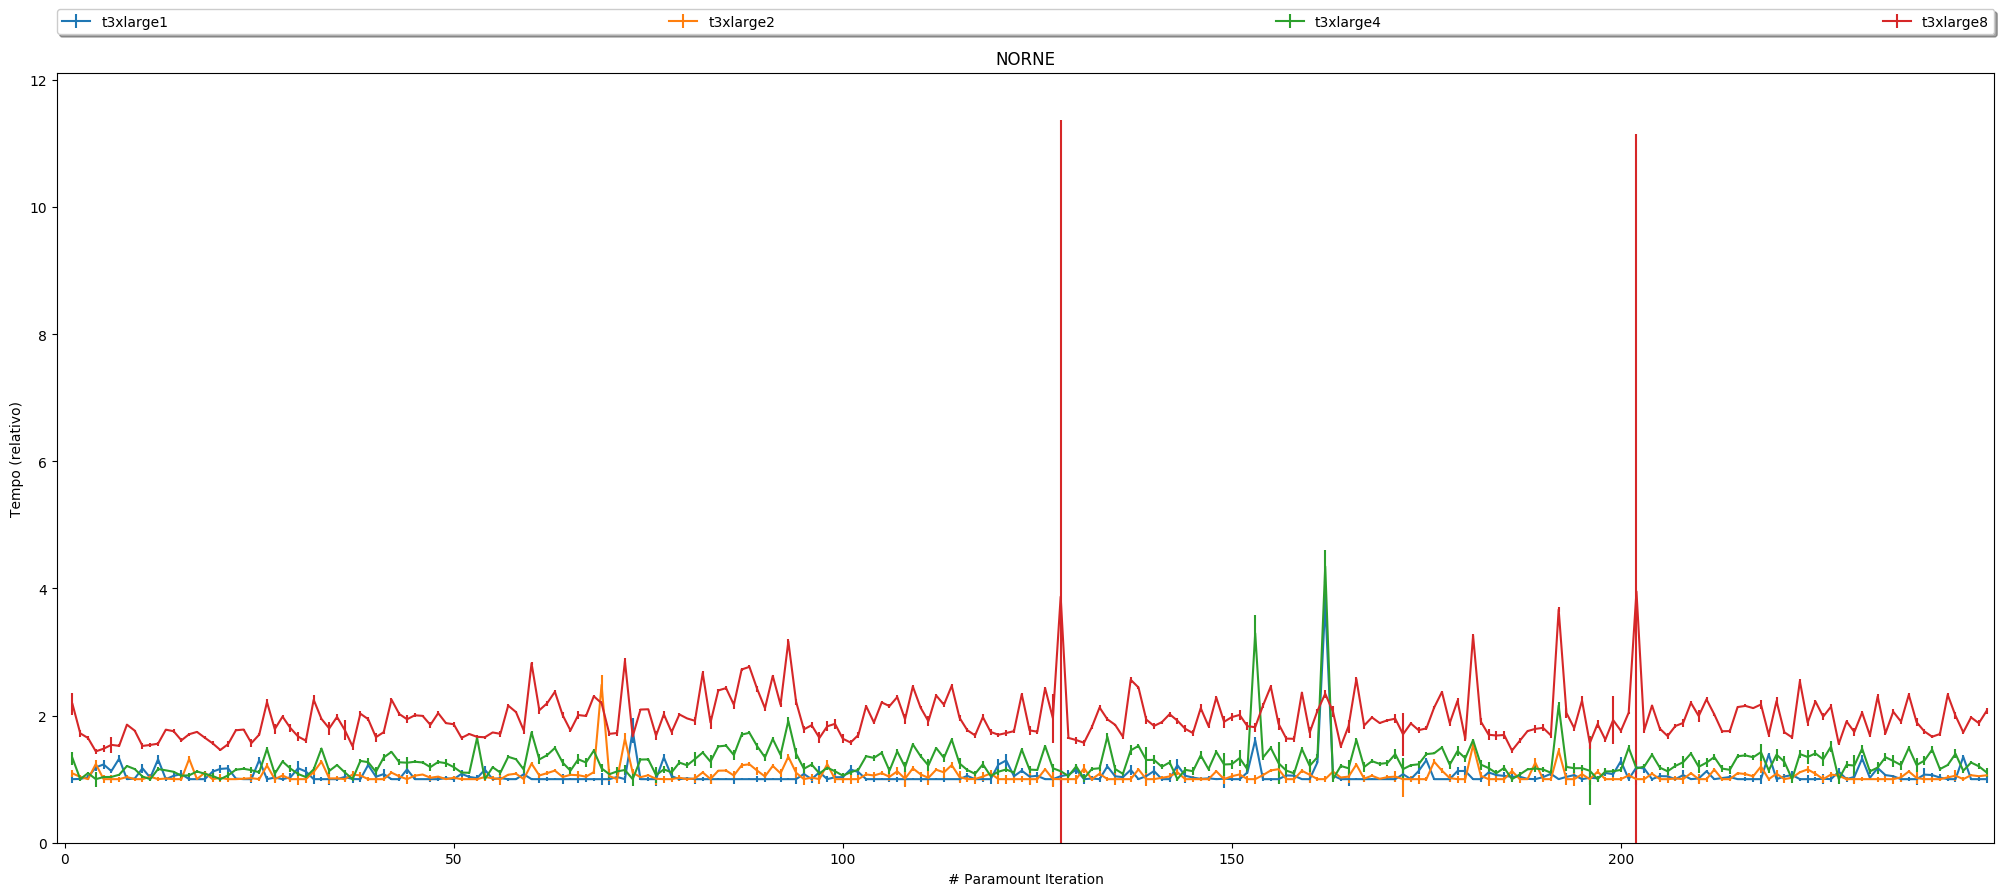 t3xlarge1 t3xlarge2 t3xlarge4 t3xlarge8
NORNE
12
10
8
6
4
2
0
Tempo (relativo)
0 50 100 150 200
# Paramount Iteration